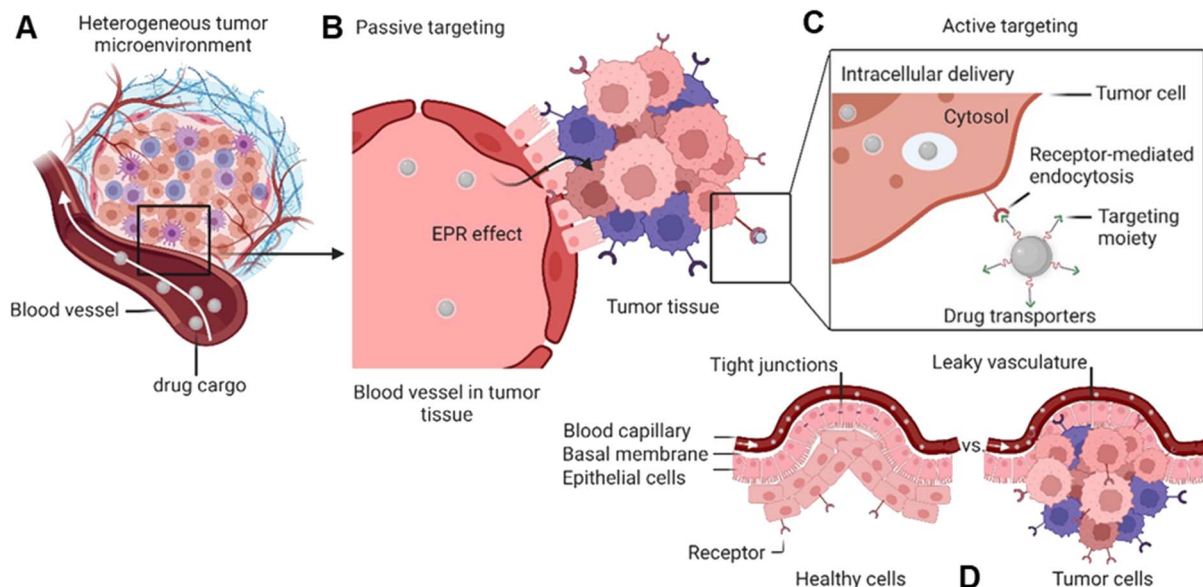 A
Heterogeneous tumor
microenvironment
Blood vessel
drug cargo
B
Passive targeting
EPR effect
Tumor tissue
Blood vessel in tumor
tissue
C
Active targeting
Intracellular delivery
Cytosol
Tumor cell
Receptor-mediated
endocytosis
Targeting
moiety
Drug transporters
Tight junctions
Leaky vasculature
Blood capillary
Basal membrane
Epithelial cells
vs.
Receptor
Healthy cells
D
Tumor cells